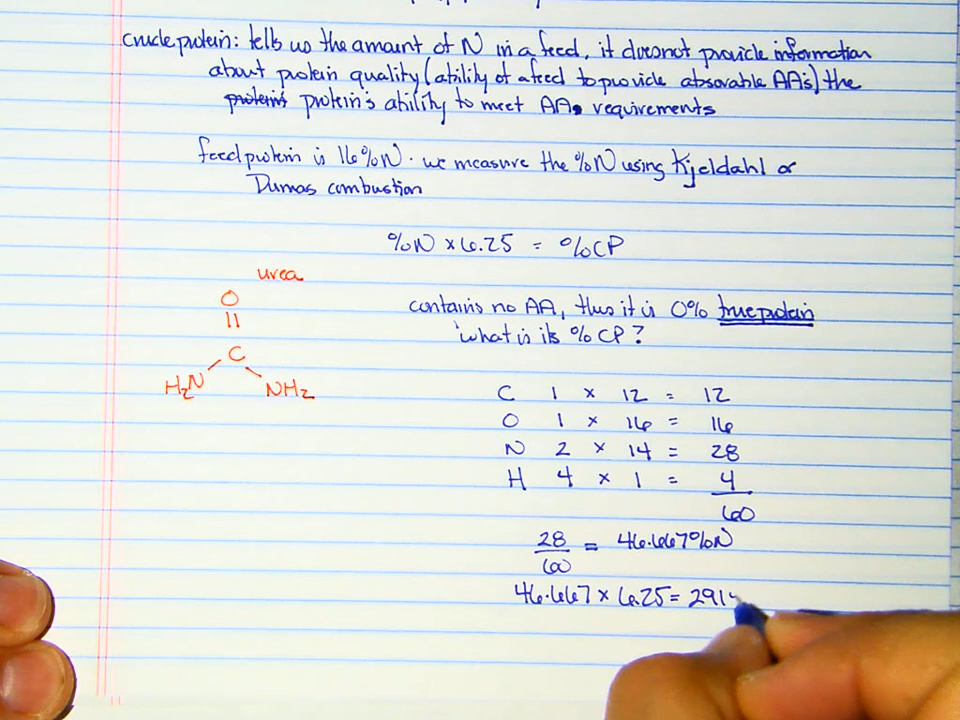 crude protein: tells us the amount of N in a feed, it does not provide information
about protein quality (ability of a feed to provide absorbable AA's) the
protein's ability to meet AAs requirements
feed protein is 16%N. we measure the %N using Kjeldahl or
Dumas combustion
%N x 6.25 = %CP
urea
O
C
H2N NH2
contains no AA, thus it is 0% true protein
what is its % CP?
C 1 x 12 = 12
O 1 x 16 = 16
N 2 x 14 = 28
H 4 x 1 = 4
60
28
60 = 46.667%N
46.667 x 6.25 = 291